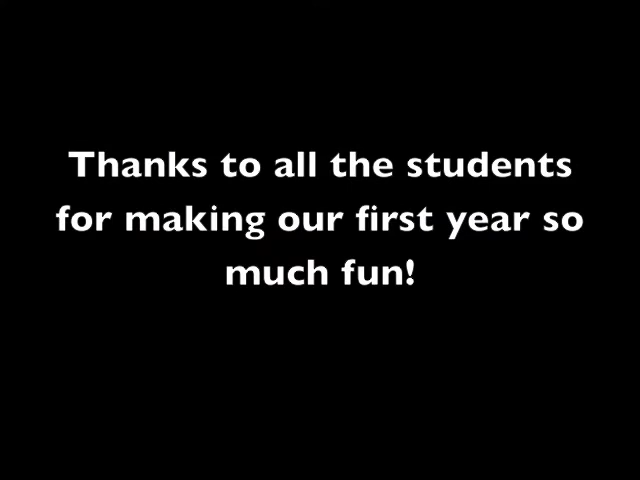 Thanks to all the students
for making our first year so
much fun!